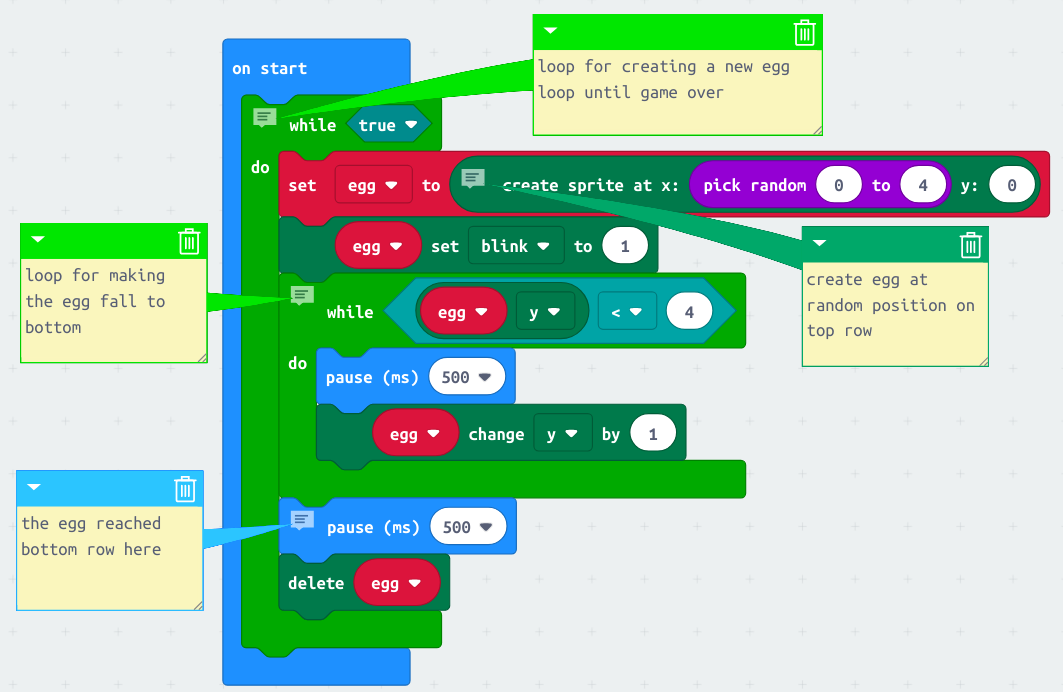 on start
loop for creating a new egg
loop until game over
while true
do
set egg to create sprite at x: pick random 0 to 4 y: 0
egg set blink to 1
create egg at
random position on
top row
loop for making
the egg fall to
bottom
while egg y < 4
do
pause (ms) 500
egg change y by 1
the egg reached
bottom row here
pause (ms) 500
delete egg